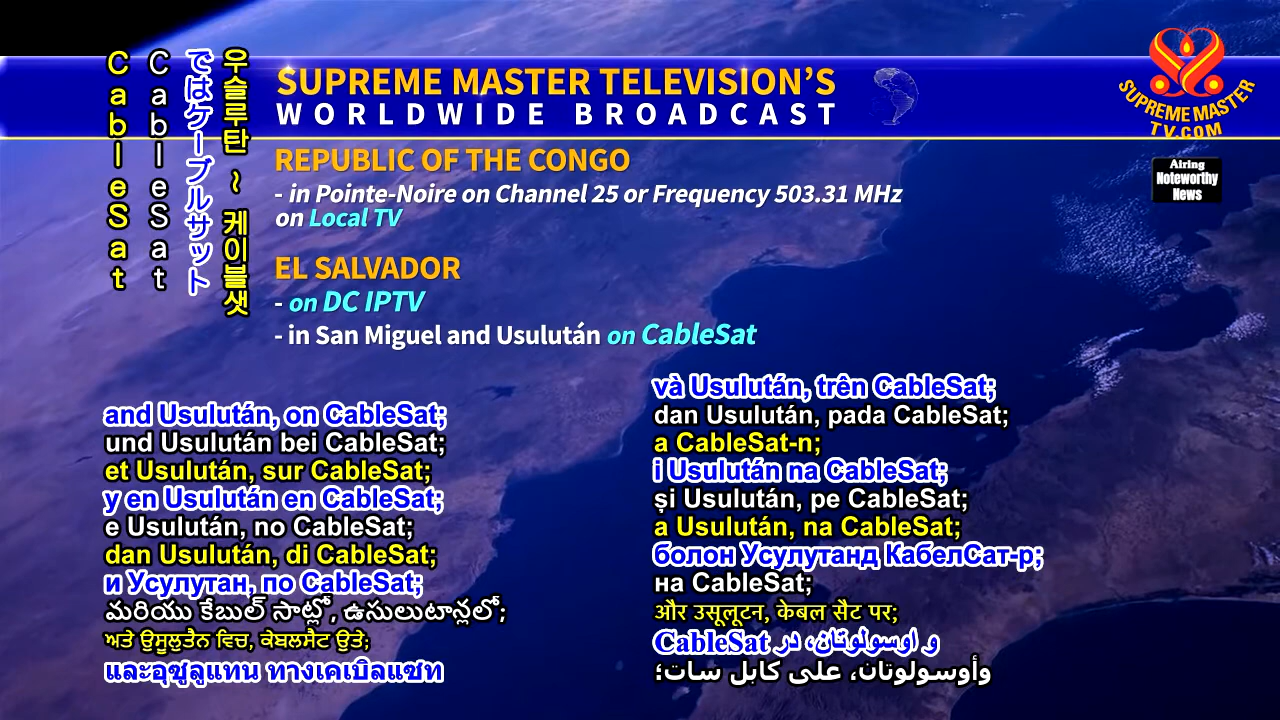 SUPREME MASTER TELEVISION'S
WORLDWIDE BROADCAST
SUPREME MASTER
TV.COM
Airing
Noteworthy
News
REPUBLIC OF THE CONGO
- in Pointe-Noire on Channel 25 or Frequency 503.31 MHz
on Local TV
EL SALVADOR
- on DC IPTV
- in San Miguel and Usulután on CableSat
CableSat
CableSat
ではケーブルサット
우슬루탄 ~ 케이블샛
and Usulután, on CableSat;
und Usulután bei CableSat;
et Usulután, sur CableSat;
y en Usulután en CableSat;
e Usulután, no CableSat;
dan Usulután, di CableSat;
и Усулутан, по CableSat;
మరియు కేబుల్ సాట్లో, ఉసులుటాన్లలో;
ਅਤੇ ਉਸੂਲੁਤੈਨ ਵਿਚ, ਕੇਬਲਸੈਟ ਉਤੇ;
และอุซูลูแทน ทางเคเบิลแซท
và Usulután, trên CableSat;
dan Usulután, pada CableSat;
a CableSat-n;
i Usulután na CableSat;
și Usulután, pe CableSat;
a Usulután, na CableSat;
болон Усулутанд КабелСат-р;
на CableSat;
और उसूलूटन, केबल सैट पर;
و اوسولوتان، در CableSat
وأوسولوتان، على كابل سات؛